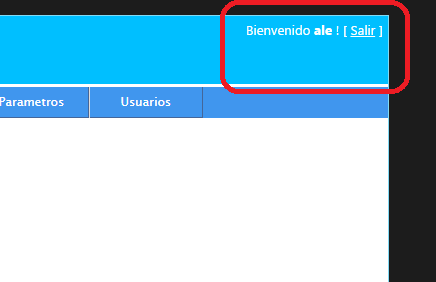 Bienvenido ale ! [ Salir ]
Parametros Usuarios